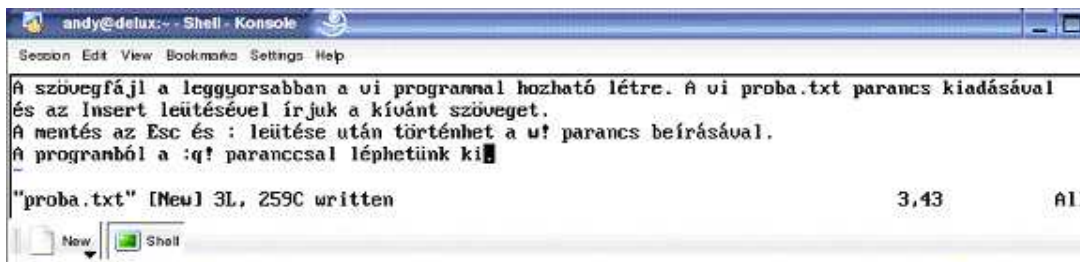 andy@delux:~ - Shell - Konsole
Session Edit View Bookmarks Settings Help
A szövegfájl a leggyorsabban a vi programmal hozható létre. A vi proba.txt parancs kiadásával
és az Insert leütésével írjuk a kívánt szöveget.
A mentés az Esc és : leütése után történhet a w! parancs beírásával.
A programból a :q! paranccsal léphetünk ki.
~
"proba.txt" [New] 3L, 259C written 3,43 Al
New Shell